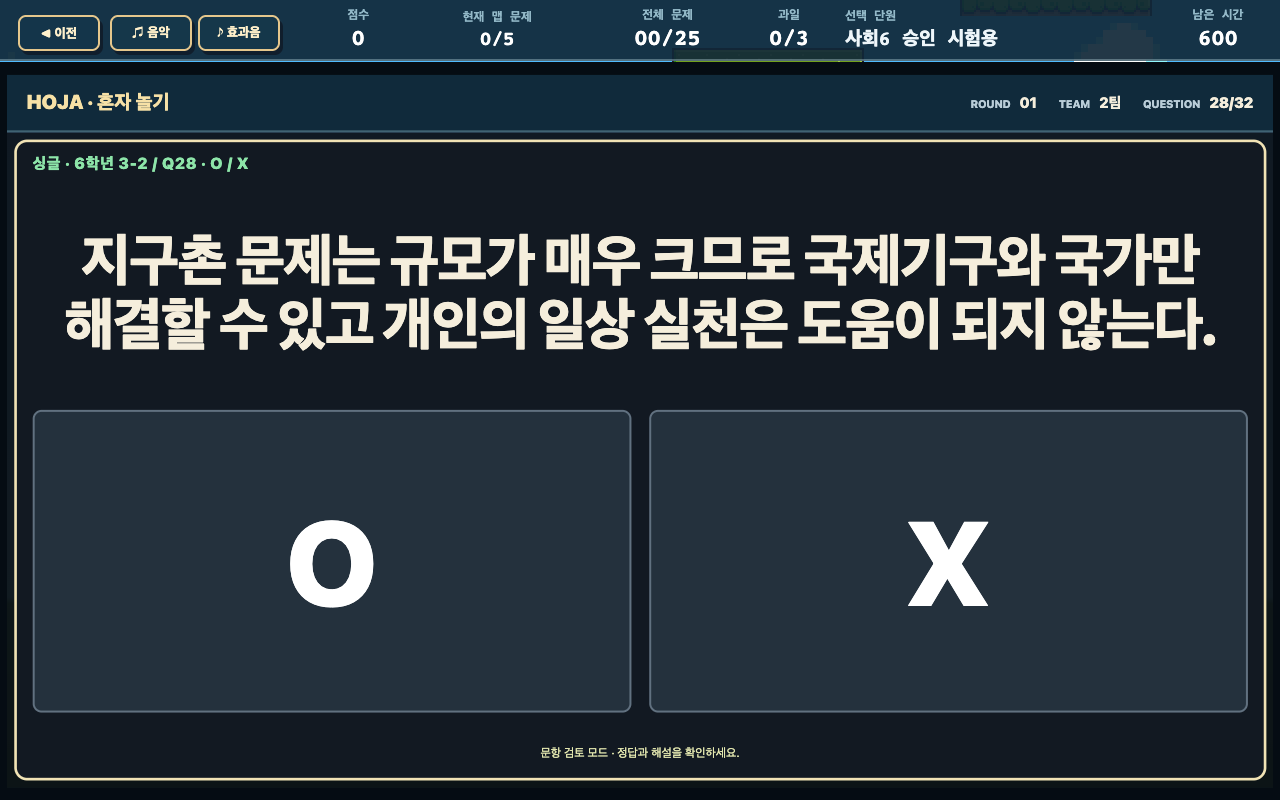 ◀ 이전
♫ 음악
♪ 효과음
점수
0
현재 맵 문제
0/5
전체 문제
00/25
과일
0/3
선택 단원
사회6 승인 시험용
남은 시간
600
HOJA · 혼자 놀기
ROUND 01 TEAM 2팀 QUESTION 28/32
싱글 · 6학년 3-2 / Q28 · O / X
지구촌 문제는 규모가 매우 크므로 국제기구와 국가만
해결할 수 있고 개인의 일상 실천은 도움이 되지 않는다.
O
X
문항 검토 모드 · 정답과 해설을 확인하세요.